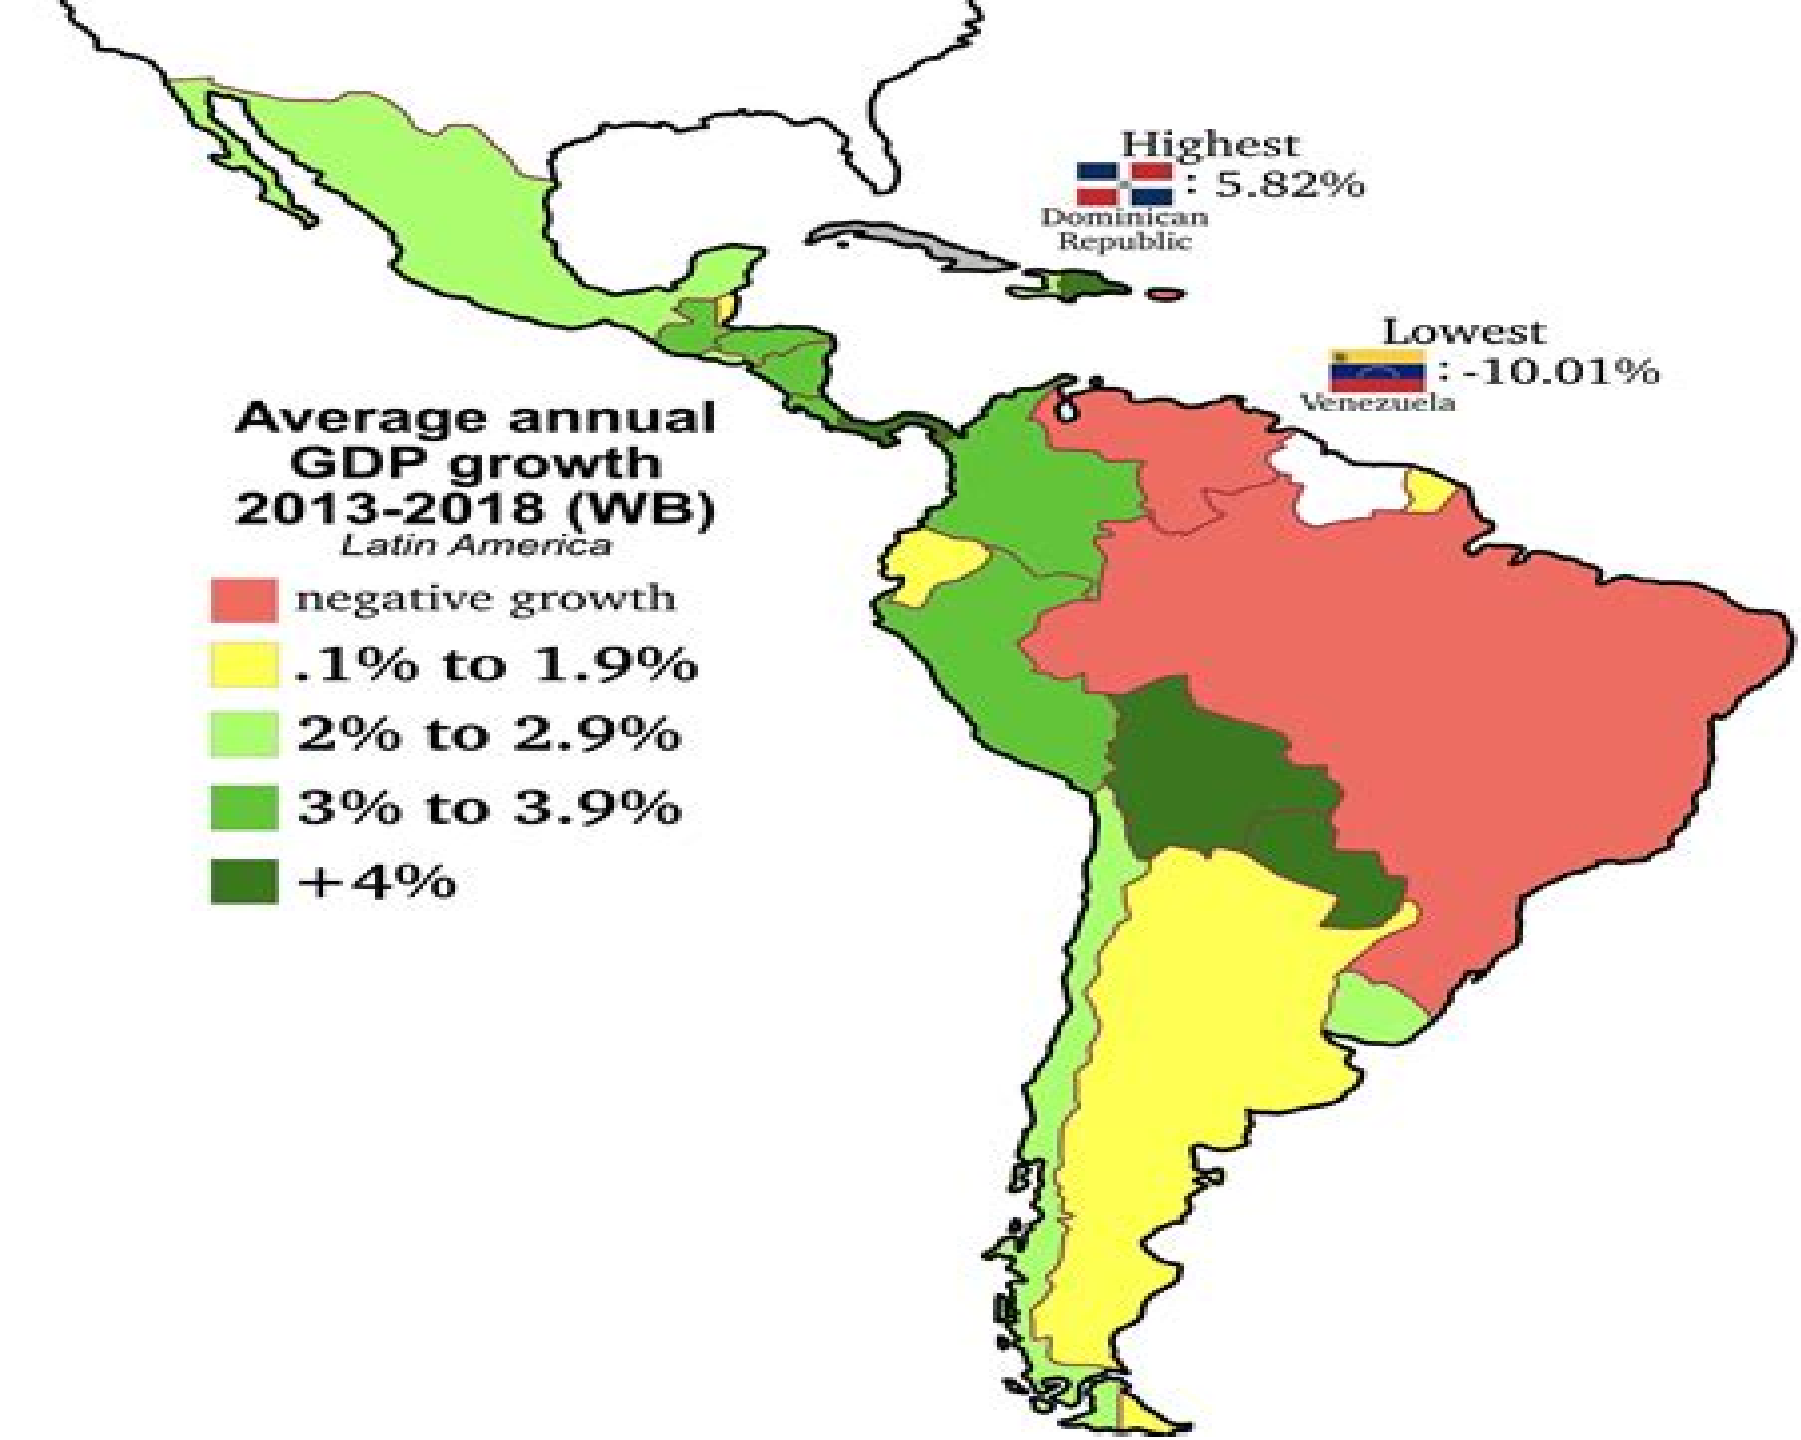 Highest
: 5.82%
Dominican
Republic
Lowest
: -10.01%
Venezuela
Average annual
GDP growth
2013-2018 (WB)
Latin America
negative growth
.1% to 1.9%
2% to 2.9%
3% to 3.9%
+4%